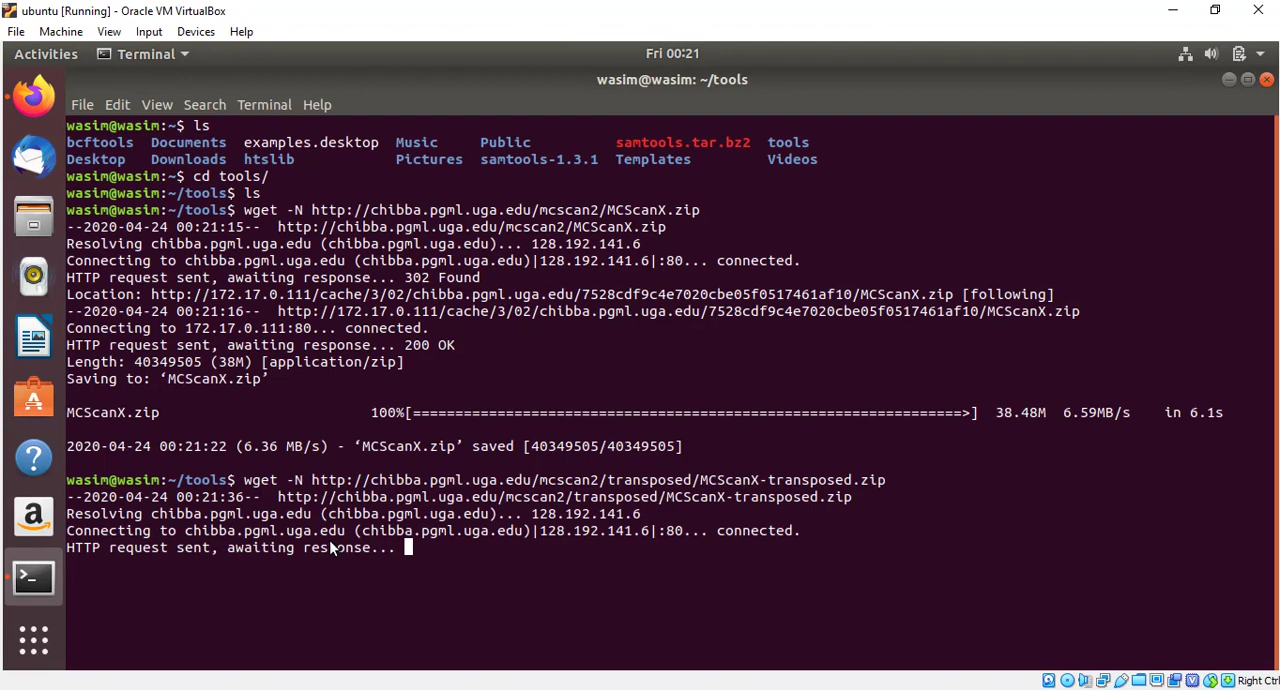 ubuntu [Running] - Oracle VM VirtualBox
File Machine View Input Devices Help
Activities Terminal Fri 00:21
wasim@wasim: ~/tools
File Edit View Search Terminal Help
wasim@wasim:~$ ls
bcftools Documents examples.desktop Music Public samtools.tar.bz2 tools
Desktop Downloads htslib Pictures samtools-1.3.1 Templates Videos
wasim@wasim:~$ cd tools/
wasim@wasim:~/tools$ ls
wasim@wasim:~/tools$ wget -N http://chibba.pgml.uga.edu/mcscan2/MCScanX.zip
--2020-04-24 00:21:15-- http://chibba.pgml.uga.edu/mcscan2/MCScanX.zip
Resolving chibba.pgml.uga.edu (chibba.pgml.uga.edu)... 128.192.141.6
Connecting to chibba.pgml.uga.edu (chibba.pgml.uga.edu)|128.192.141.6|:80... connected.
HTTP request sent, awaiting response... 302 Found
Location: http://172.17.0.111/cache/3/02/chibba.pgml.uga.edu/7528cdf9c4e7020cbe05f0517461af10/MCScanX.zip [following]
--2020-04-24 00:21:16-- http://172.17.0.111/cache/3/02/chibba.pgml.uga.edu/7528cdf9c4e7020cbe05f0517461af10/MCScanX.zip
Connecting to 172.17.0.111:80... connected.
HTTP request sent, awaiting response... 200 OK
Length: 40349505 (38M) [application/zip]
Saving to: ‘MCScanX.zip’
MCScanX.zip 100%[=================================================================>] 38.48M 6.59MB/s in 6.1s
2020-04-24 00:21:22 (6.36 MB/s) - ‘MCScanX.zip’ saved [40349505/40349505]
wasim@wasim:~/tools$ wget -N http://chibba.pgml.uga.edu/mcscan2/transposed/MCScanX-transposed.zip
--2020-04-24 00:21:36-- http://chibba.pgml.uga.edu/mcscan2/transposed/MCScanX-transposed.zip
Resolving chibba.pgml.uga.edu (chibba.pgml.uga.edu)... 128.192.141.6
Connecting to chibba.pgml.uga.edu (chibba.pgml.uga.edu)|128.192.141.6|:80... connected.
HTTP request sent, awaiting response...
Right Ctrl